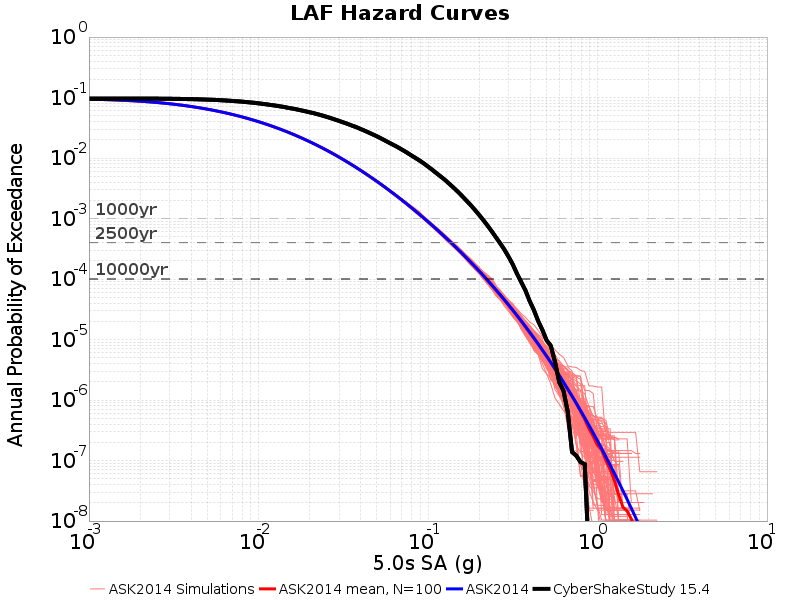 LAF Hazard Curves
Annual Probability of Exceedance
10^0
10^-1
10^-2
10^-3
10^-4
10^-5
10^-6
10^-7
10^-8
1000yr
2500yr
10000yr
10^-3 10^-2 10^-1 10^0 10^1
5.0s SA (g)
ASK2014 Simulations ASK2014 mean, N=100 ASK2014 CyberShakeStudy 15.4